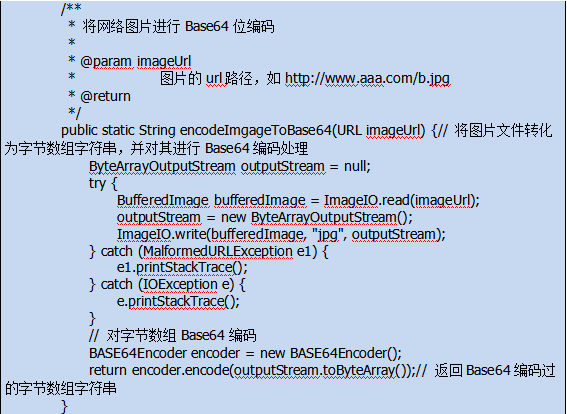 /**
* 将网络图片进行 Base64 位编码
*
* @param imageUrl
* 图片的 url 路径，如 http://www.aaa.com/b.jpg
* @return
*/
public static String encodeImgageToBase64(URL imageUrl) {// 将图片文件转化
为字节数组字符串，并对其进行 Base64 编码处理
ByteArrayOutputStream outputStream = null;
try {
BufferedImage bufferedImage = ImageIO.read(imageUrl);
outputStream = new ByteArrayOutputStream();
ImageIO.write(bufferedImage, "jpg", outputStream);
} catch (MalformedURLException e1) {
e1.printStackTrace();
} catch (IOException e) {
e.printStackTrace();
}
// 对字节数组 Base64 编码
BASE64Encoder encoder = new BASE64Encoder();
return encoder.encode(outputStream.toByteArray());// 返回 Base64 编码过
的字节数组字符串
}